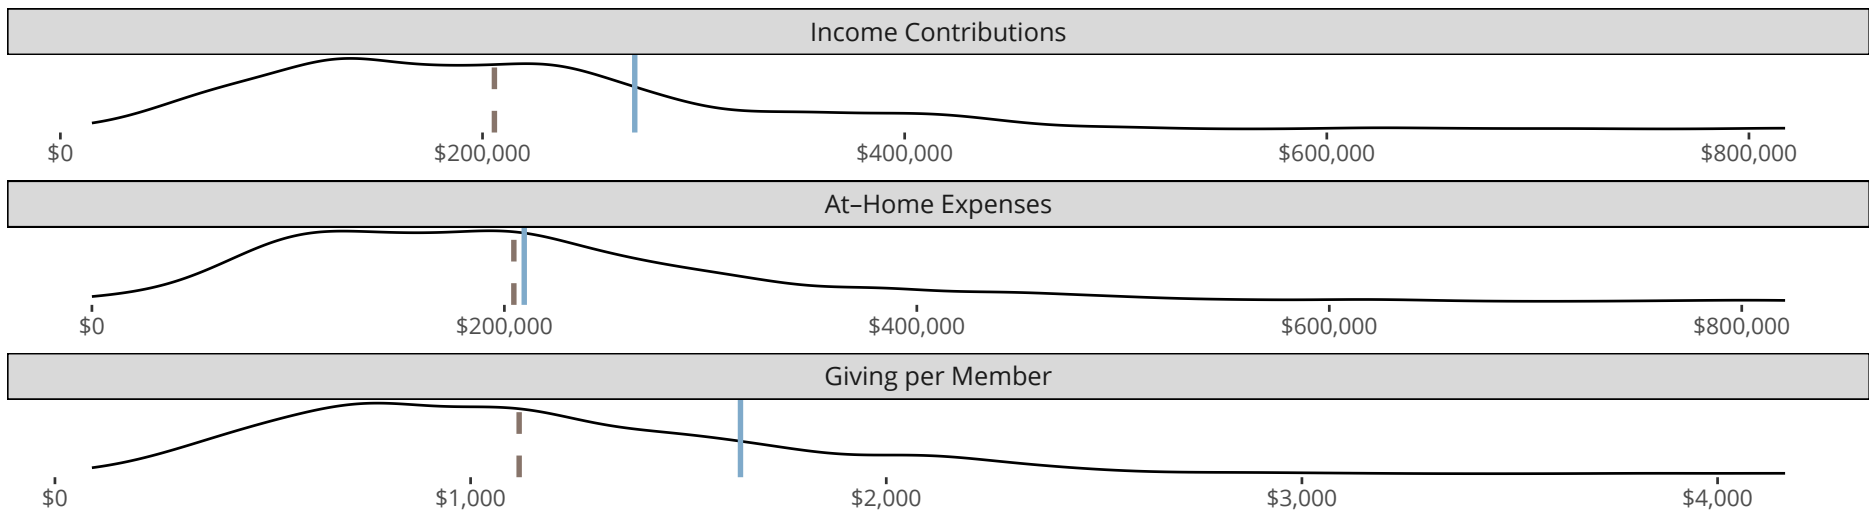 Income Contributions
$0 $200,000 $400,000 $600,000 $800,000
At–Home Expenses
$0 $200,000 $400,000 $600,000 $800,000
Giving per Member
$0 $1,000 $2,000 $3,000 $4,000